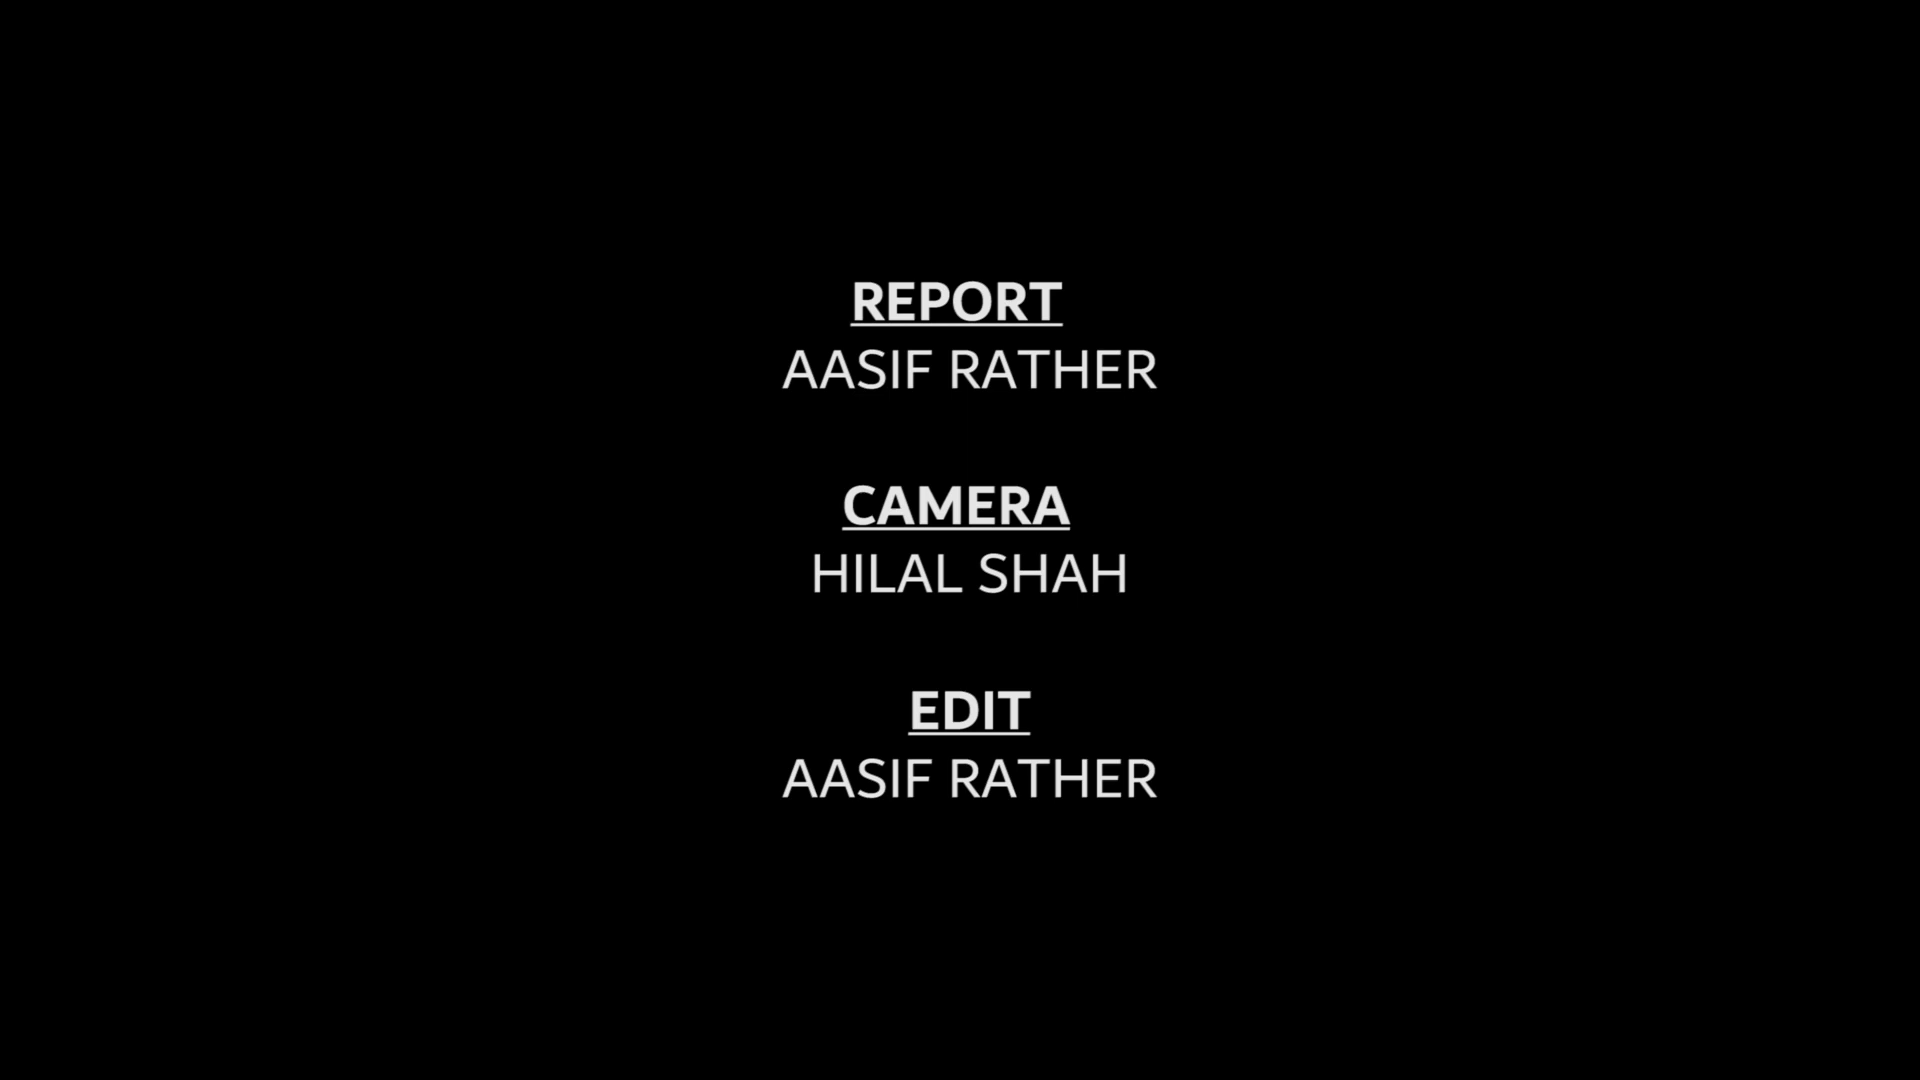 REPORT
AASIF RATHER
CAMERA
HILAL SHAH
EDIT
AASIF RATHER